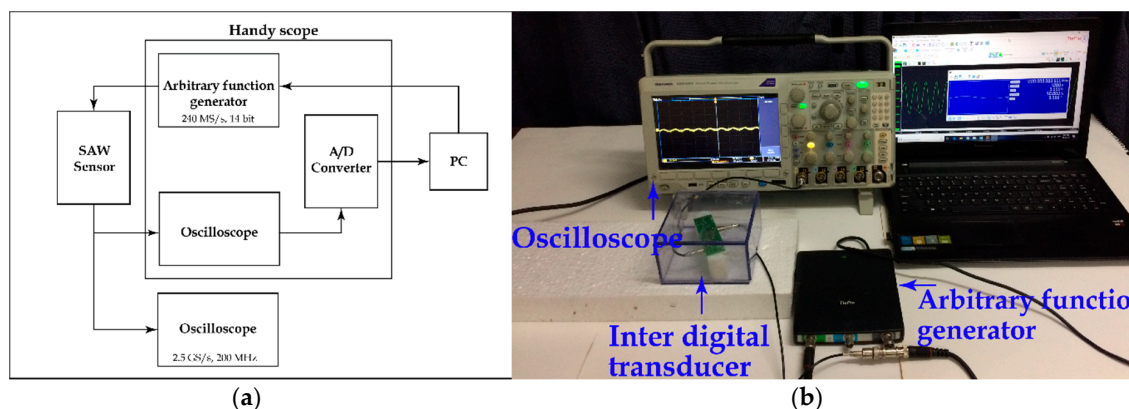 Handy scope
Arbitrary function
generator
240 MS/s, 14 bit
SAW
Sensor
A/D
Converter
PC
Oscilloscope
Oscilloscope
2.5 GS/s, 200 MHz
Oscilloscope
Inter digital
transducer
Arbitrary functio
generator
(a)
(b)